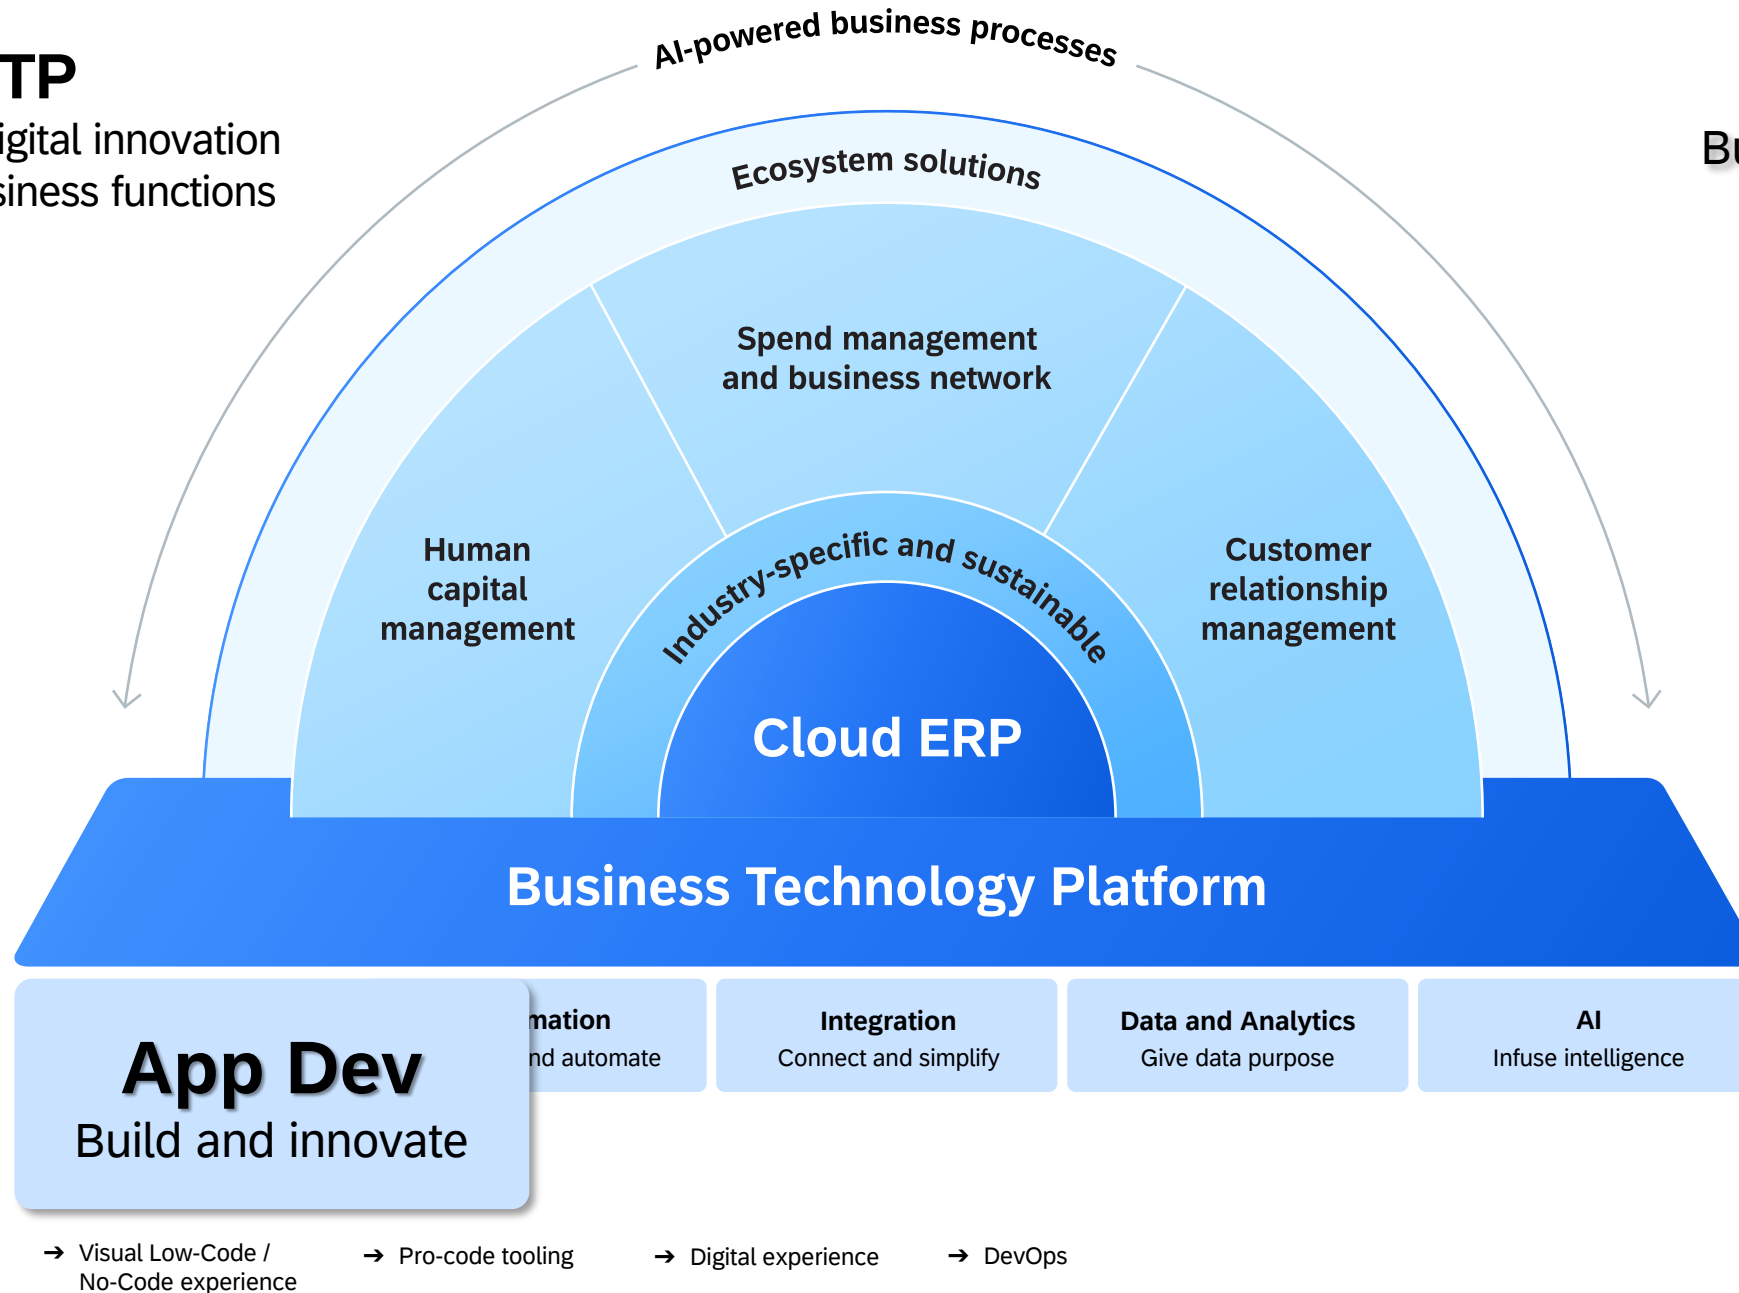 TP
igital innovation
siness functions
AI-powered business processes
Bu
Ecosystem solutions
Spend management
and business network
Human
capital
management
Industry-specific and sustainable
Customer
relationship
management
Cloud ERP
Business Technology Platform
App Dev
Build and innovate
mation
nd automate
Integration
Connect and simplify
Data and Analytics
Give data purpose
AI
Infuse intelligence
➔ Visual Low-Code /
No-Code experience
➔ Pro-code tooling
➔ Digital experience
➔ DevOps